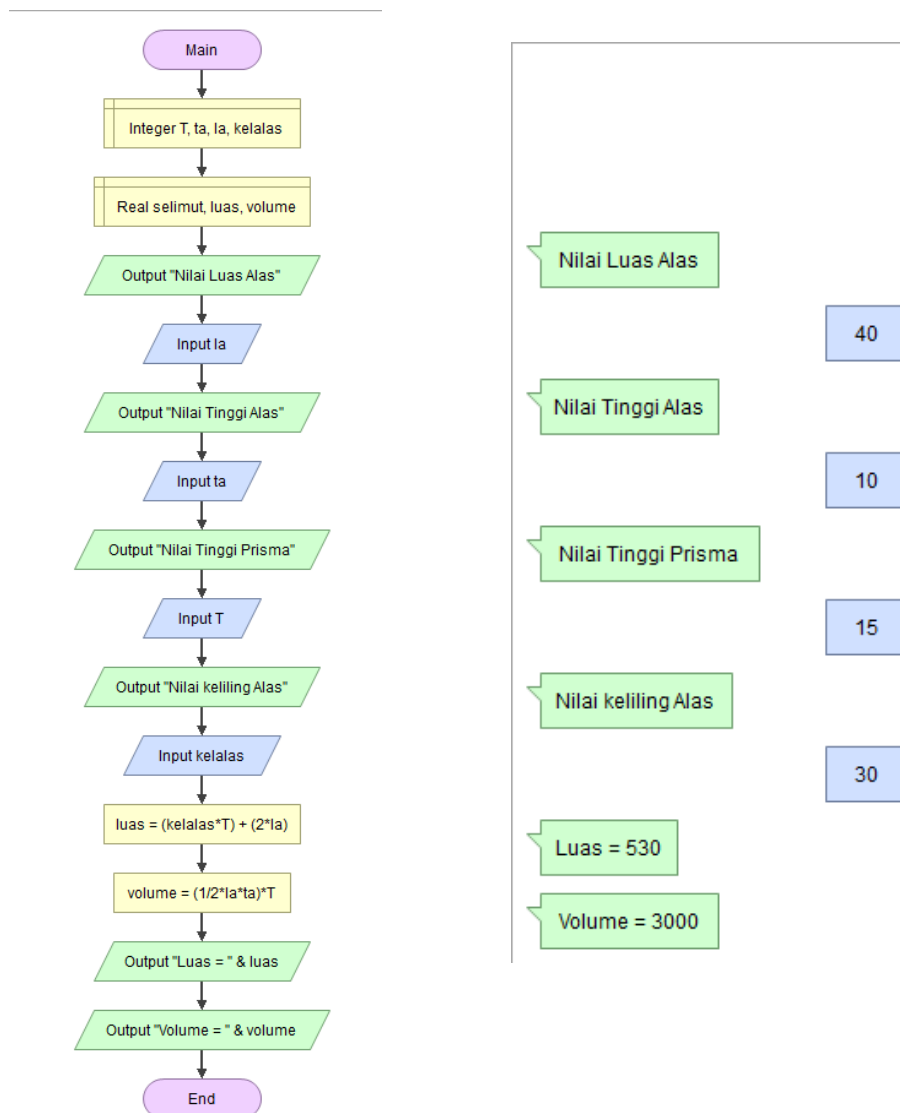 Main
Integer T, ta, la, kelalas
Real selimut, luas, volume
Output "Nilai Luas Alas"
Input la
Output "Nilai Tinggi Alas"
Input ta
Output "Nilai Tinggi Prisma"
Input T
Output "Nilai keliling Alas"
Input kelalas
luas = (kelalas*T) + (2*la)
volume = (1/2*la*ta)*T
Output "Luas = " & luas
Output "Volume = " & volume
End
Nilai Luas Alas
40
Nilai Tinggi Alas
10
Nilai Tinggi Prisma
15
Nilai keliling Alas
30
Luas = 530
Volume = 3000